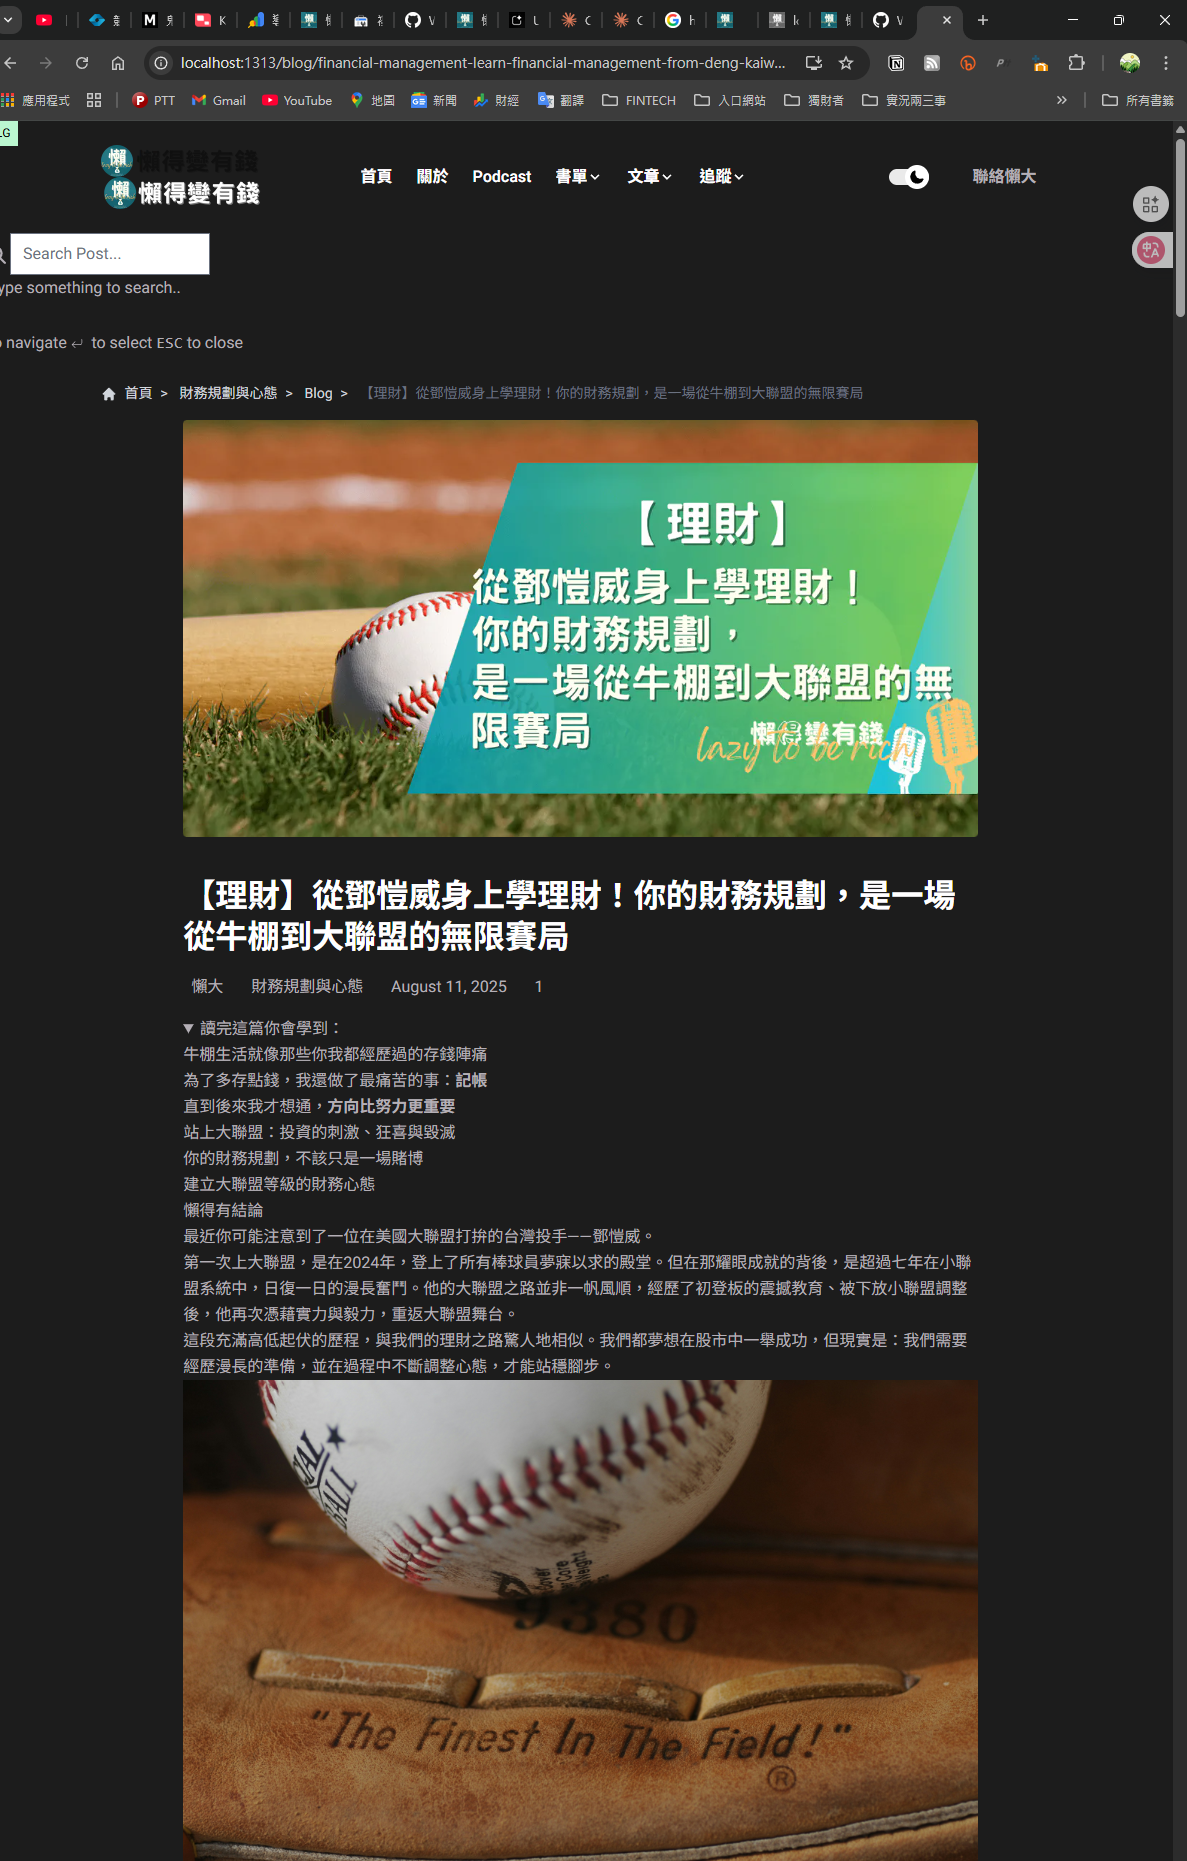 localhost:1313/blog/financial-management-learn-financial-management-from-deng-kaiw...
應用程式
PTT
Gmail
YouTube
地圖
新聞
財經
翻譯
FINTECH
入口網站
獨財者
實況兩三事
所有書籤
LG
懶得變有錢
懶得變有錢
首頁
關於
Podcast
書單
文章
追蹤
聯絡懶大
Search Post...
ype something to search..
o navigate ↵ to select ESC to close
首頁 > 財務規劃與心態 > Blog > 【理財】從鄧愷威身上學理財！你的財務規劃，是一場從牛棚到大聯盟的無限賽局
【理財】
從鄧愷威身上學理財！
你的財務規劃，
是一場從牛棚到大聯盟的無
限賽局
懶得變有錢
lazy to be rich
【理財】從鄧愷威身上學理財！你的財務規劃，是一場
從牛棚到大聯盟的無限賽局
懶大 財務規劃與心態 August 11, 2025 1
▼ 讀完這篇你會學到：
牛棚生活就像那些你我都經歷過的存錢陣痛
為了多存點錢，我還做了最痛苦的事：記帳
直到後來我才想通，方向比努力更重要
站上大聯盟：投資的刺激、狂喜與毀滅
你的財務規劃，不該只是一場賭博
建立大聯盟等級的財務心態
懶得有結論
最近你可能注意到了一位在美國大聯盟打拚的台灣投手——鄧愷威。
第一次上大聯盟，是在2024年，登上了所有棒球員夢寐以求的殿堂。但在那耀眼成就的背後，是超過七年在小聯
盟系統中，日復一日的漫長奮鬥。他的大聯盟之路並非一帆風順，經歷了初登板的震撼教育、被下放小聯盟調整
後，他再次憑藉實力與毅力，重返大聯盟舞台。
這段充滿高低起伏的歷程，與我們的理財之路驚人地相似。我們都夢想在股市中一舉成功，但現實是：我們需要
經歷漫長的準備，並在過程中不斷調整心態，才能站穩腳步。
9380
"The Finest In The Field!"
®